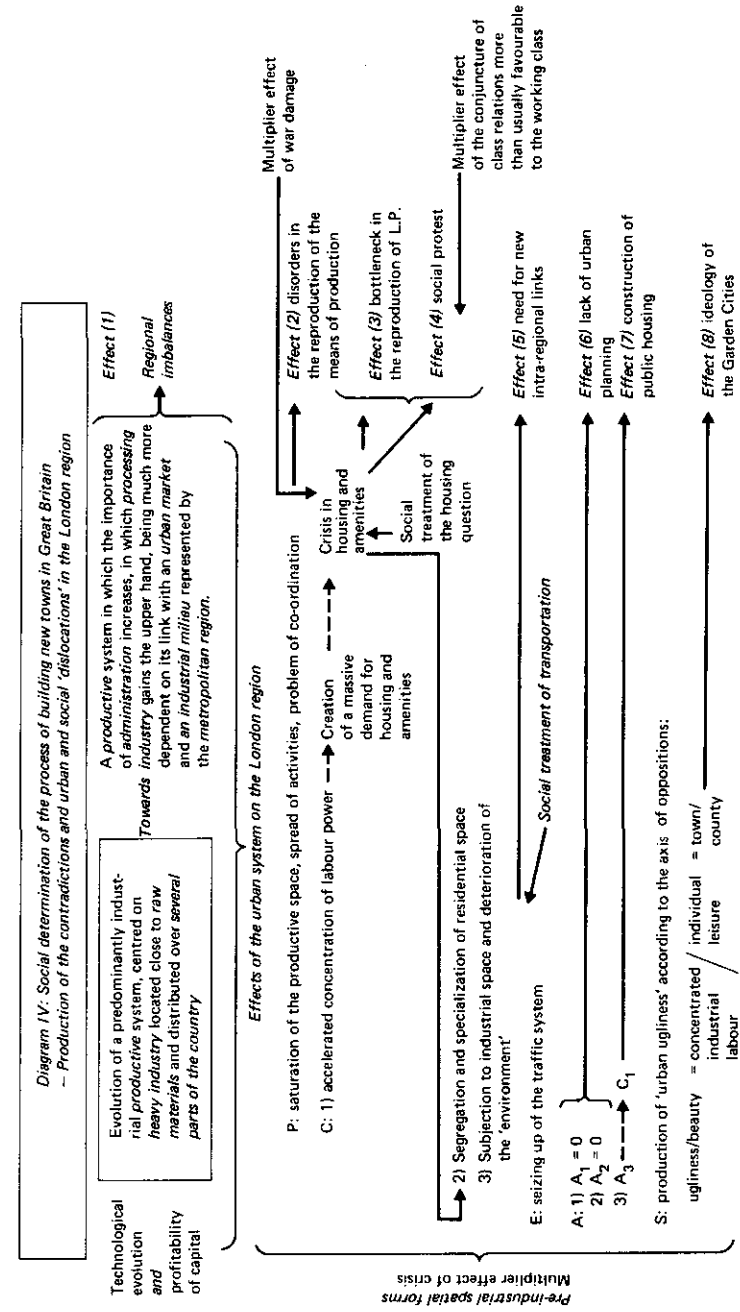 Diagram IV: Social determination of the process of building new towns in Great Britain
– Production of the contradictions and urban and social 'dislocations' in the London region
Technological
evolution
and
profitability
of capital
Evolution of a predominantly indust-
rial productive system, centred on
heavy industry located close to raw
materials and distributed over several
parts of the country
Towards
A productive system in which the importance
of administration increases, in which processing
industry gains the upper hand, being much more
dependent on its link with an urban market
and an industrial milieu represented by
the metropolitan region.
Effect (1)
Regional
imbalances
Effects of the urban system on the London region
Pre-industrial spatial forms
Multiplier effect of crisis
P: saturation of the productive space, spread of activities, problem of co-ordination
C: 1) accelerated concentration of labour power
Creation
of a massive
demand for
housing and
amenities
Crisis in
housing and
amenities
Social
treatment of
the housing
question
Multiplier effect
of war damage
Effect (2) disorders in
the reproduction of the
means of production
Effect (3) bottleneck in
the reproduction of L.P.
Effect (4) social protest
Multiplier effect
of the conjuncture of
class relations more
than usually favourable
to the working class
2) Segregation and specialization of residential space
3) Subjection to industrial space and deterioration of
the 'environment'
E: seizing up of the traffic system
Social treatment of transportation
Effect (5) need for new
intra-regional links
A: 1) A1 = 0
2) A2 = 0
3) A3
C1
Effect (6) lack of urban
planning
Effect (7) construction of
public housing
S: production of 'urban ugliness' according to the axis of oppositions:
ugliness/beauty = concentrated / individual = town/
industrial / leisure county
labour
Effect (8) ideology of
the Garden Cities